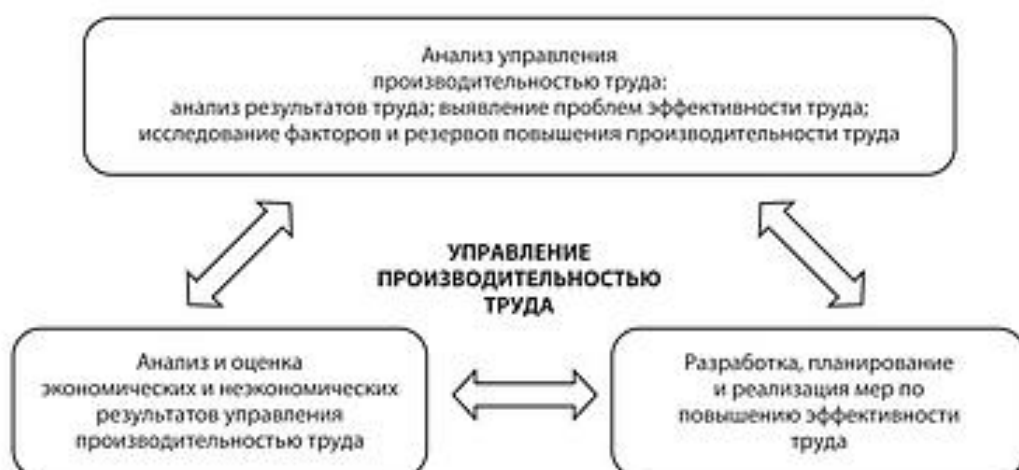 Анализ управления
производительностью труда:
анализ результатов труда; выявление проблем эффективности труда;
исследование факторов и резервов повышения производительности труда
УПРАВЛЕНИЕ
ПРОИЗВОДИТЕЛЬНОСТЬЮ
ТРУДА
Анализ и оценка
экономических и неэкономических
результатов управления
производительностью труда
Разработка, планирование
и реализация мер по
повышению эффективности
труда